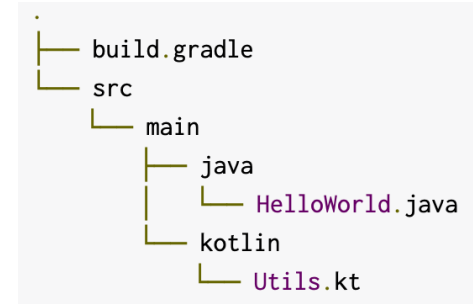 .
├── build.gradle
└── src
    └── main
        ├── java
        │   └── HelloWorld.java
        └── kotlin
            └── Utils.kt